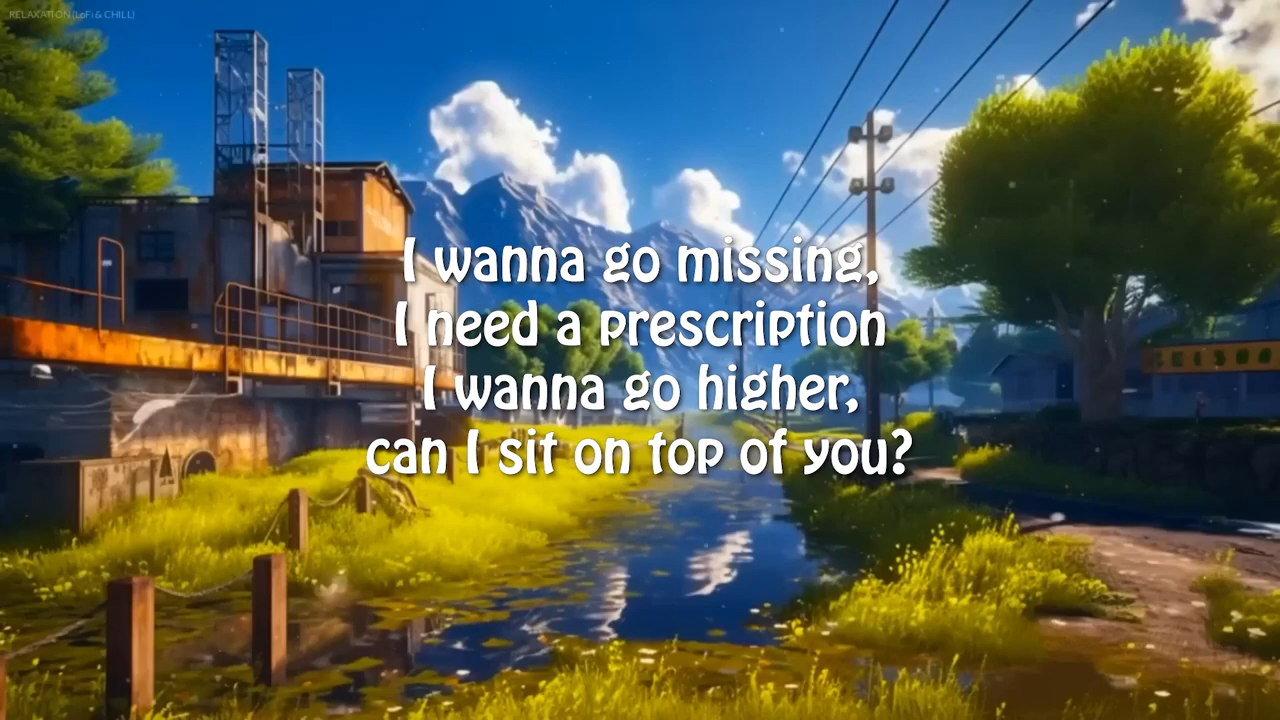 RELAXATION (LoFi & CHILL)
I wanna go missing,
I need a prescription
I wanna go higher,
can I sit on top of you?